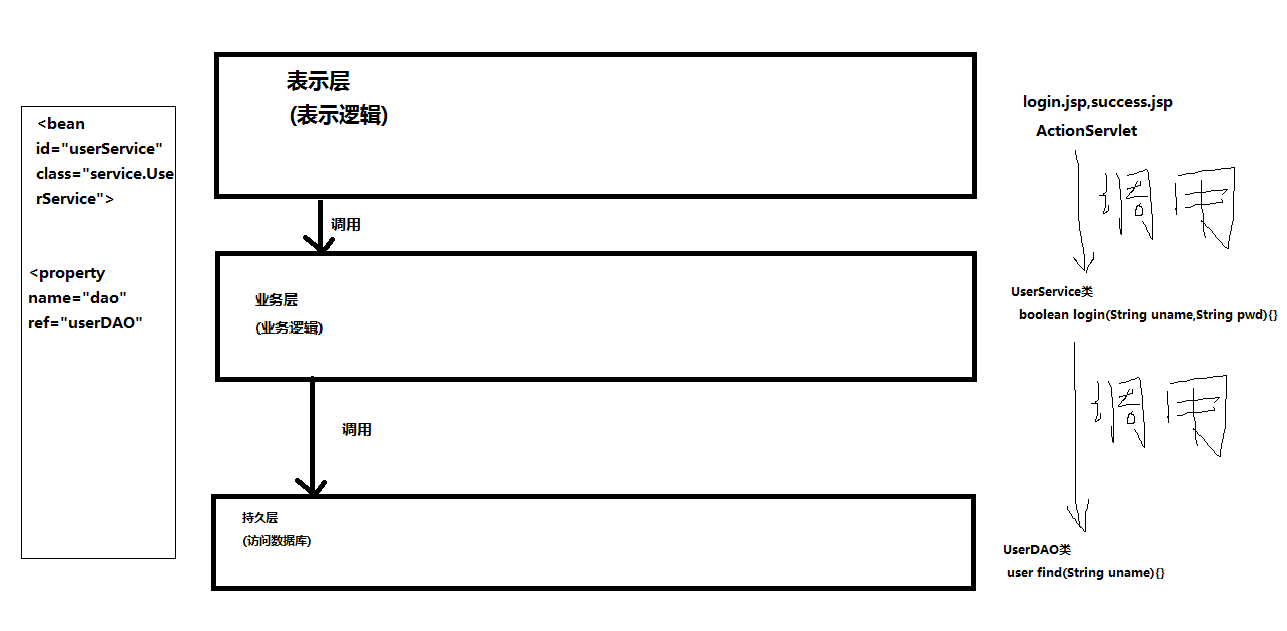 <bean
id="userService"
class="service.Use
rService">
<property
name="dao"
ref="userDAO"
表示层
(表示逻辑)
调用
业务层
(业务逻辑)
调用
持久层
(访问数据库)
login.jsp,success.jsp
ActionServlet
调用
UserService类
boolean login(String uname,String pwd){}
调用
UserDAO类
user find(String uname){}